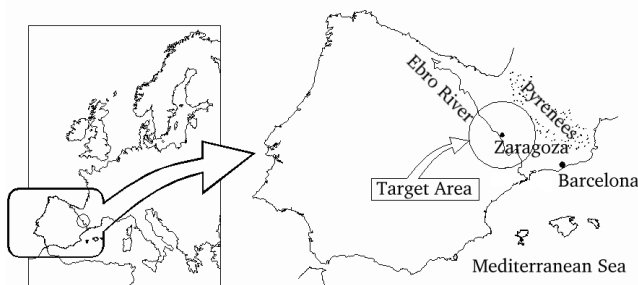 Ebro River
Pyrenees
Zaragoza
Target Area
Barcelona
Mediterranean Sea